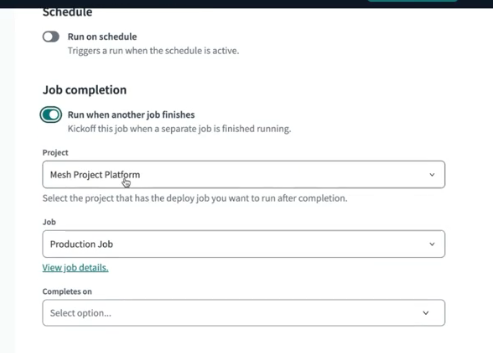 Schedule
Run on schedule
Triggers a run when the schedule is active.
Job completion
Run when another job finishes
Kickoff this job when a separate job is finished running.
Project
Mesh Project Platform
Select the project that has the deploy job you want to run after completion.
Job
Production Job
View job details.
Completes on
Select option...